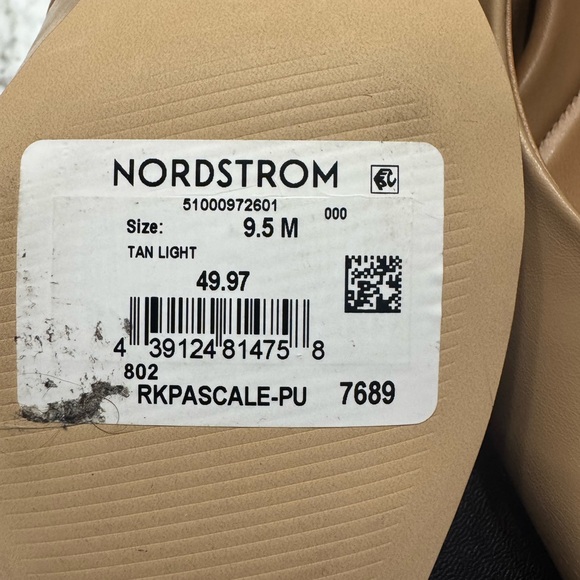 NORDSTROM
51000972601
000
Size: 9.5 M
TAN LIGHT
49.97
4 39124 81475 8
802
RKPASCALE-PU 7689